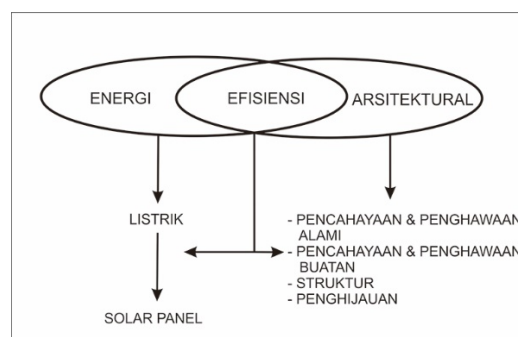 ENERGI
EFISIENSI
ARSITEKTURAL
LISTRIK
SOLAR PANEL
- PENCAHAYAAN & PENGHAWAAN
ALAMI
- PENCAHAYAAN & PENGHAWAAN
BUATAN
- STRUKTUR
- PENGHIJAUAN